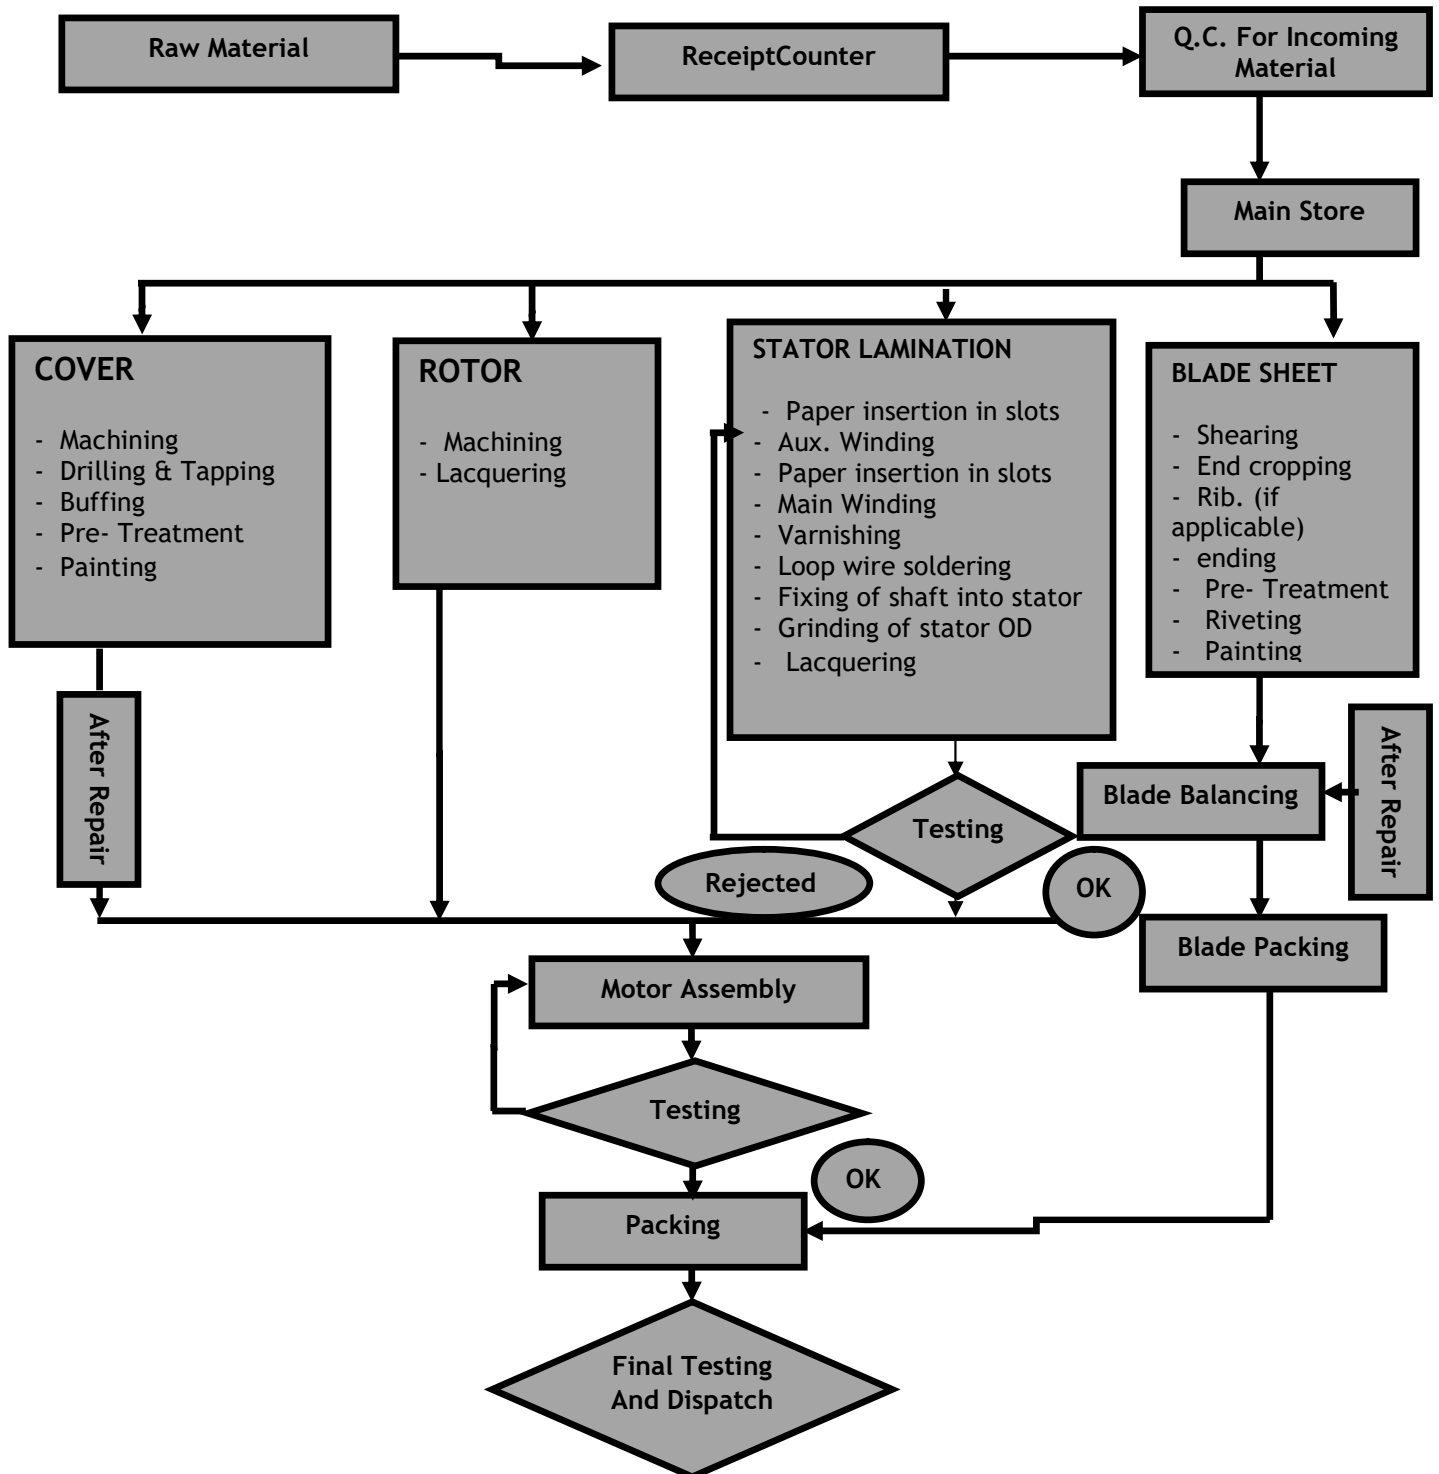 Raw Material
ReceiptCounter
Q.C. For Incoming
Material
Main Store
COVER
- Machining
- Drilling & Tapping
- Buffing
- Pre- Treatment
- Painting
ROTOR
- Machining
- Lacquering
STATOR LAMINATION
- Paper insertion in slots
- Aux. Winding
- Paper insertion in slots
- Main Winding
- Varnishing
- Loop wire soldering
- Fixing of shaft into stator
- Grinding of stator OD
- Lacquering
BLADE SHEET
- Shearing
- End cropping
- Rib. (if
applicable)
- ending
- Pre- Treatment
- Riveting
- Painting
After Repair
Testing
Blade Balancing
After Repair
Rejected
OK
Blade Packing
Motor Assembly
Testing
OK
Packing
Final Testing
And Dispatch